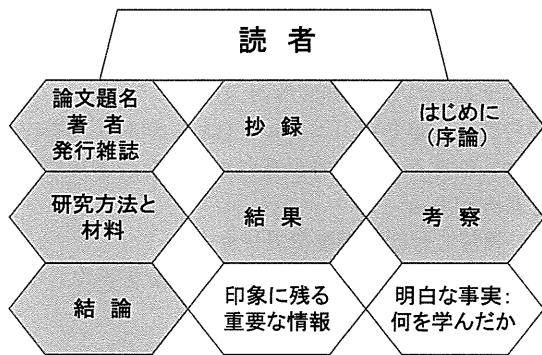 読 者
論文題名
著 者
発行雑誌
抄 録
はじめに
(序論)
研究方法と
材料
結 果
考 察
結 論
印象に残る
重要な情報
明白な事実:
何を学んだか